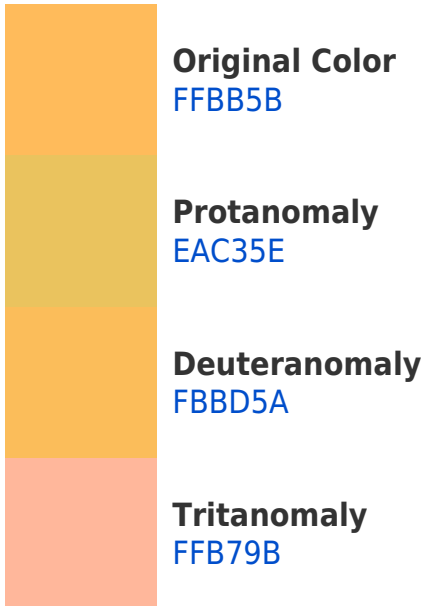 Original Color
FFBB5B
Protanomaly
EAC35E
Deuteranomaly
FBBD5A
Tritanomaly
FFB79B